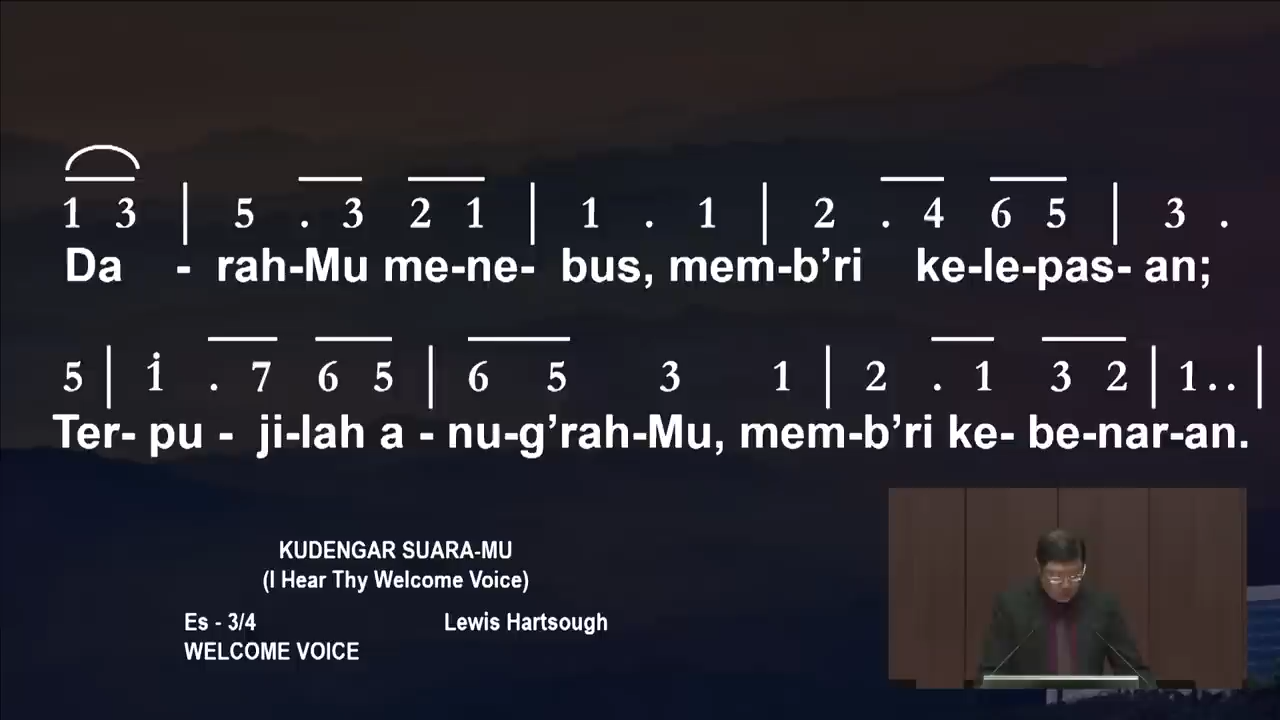 1 3 | 5 . 3 2 1 | 1 . 1 | 2 . 4 6 5 | 3 .
Da - rah-Mu me-ne- bus, mem-b’ri ke-le-pas- an;
5 | 1 . 7 6 5 | 6 5 3 1 | 2 . 1 3 2 | 1 . . |
Ter- pu - ji-lah a - nu-g’rah-Mu, mem-b’ri ke- be-nar-an.
KUDENGAR SUARA-MU
(I Hear Thy Welcome Voice)
Es - 3/4 Lewis Hartsough
WELCOME VOICE